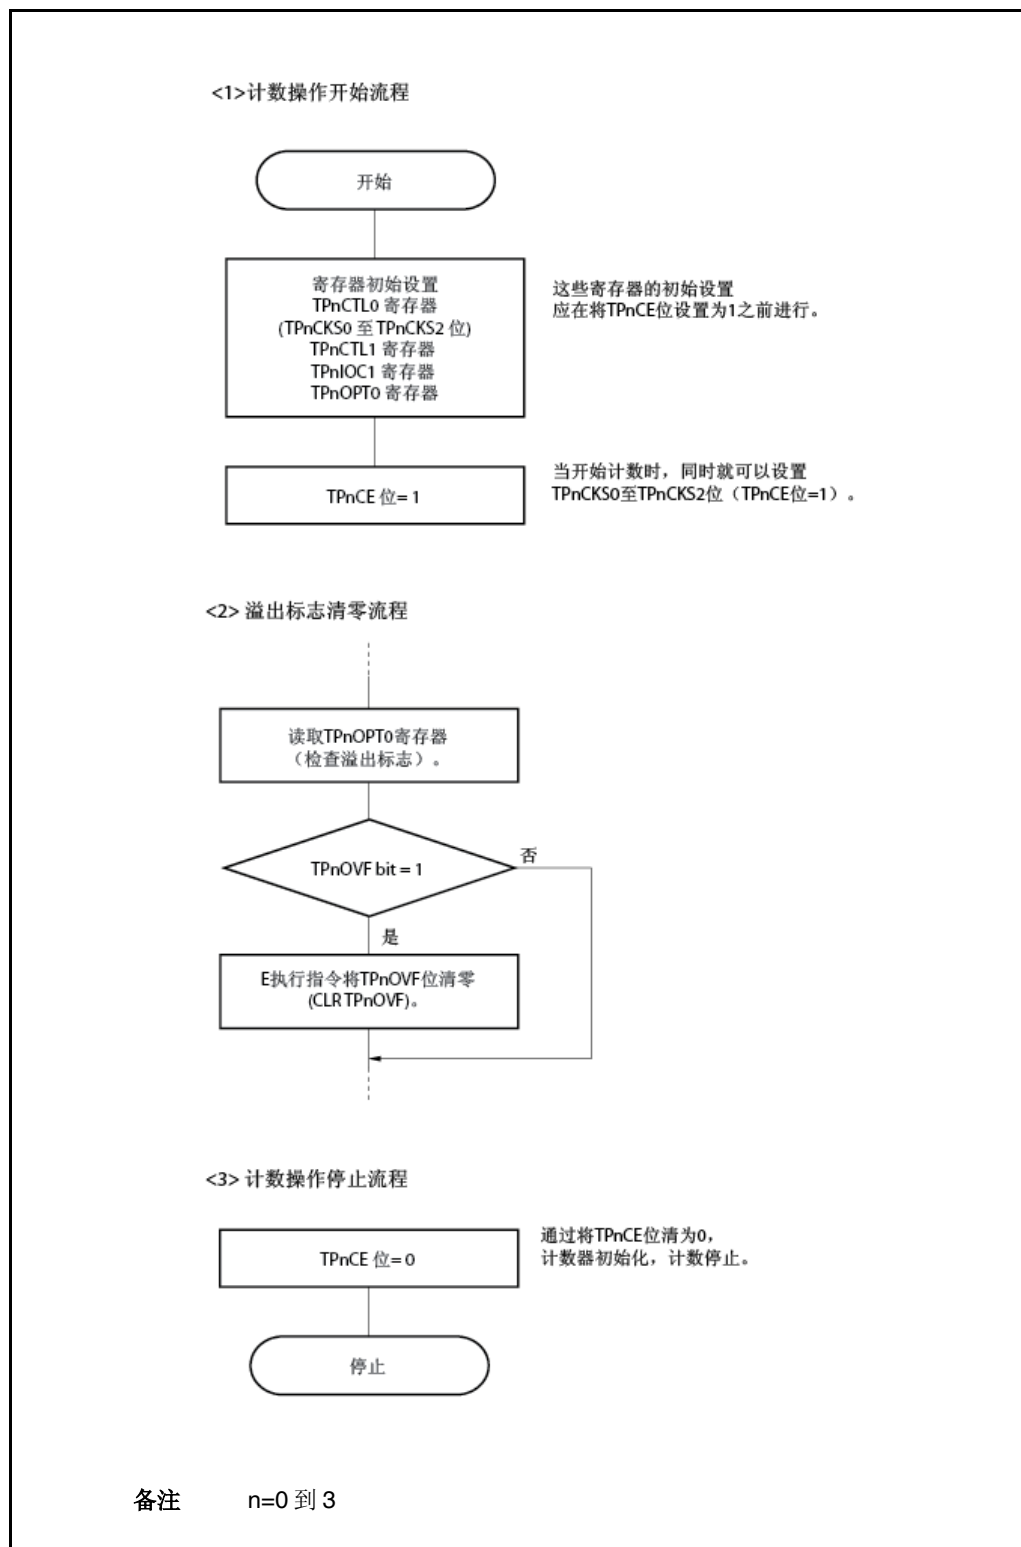 <1>计数操作开始流程
开始
寄存器初始设置
TPnCTL0 寄存器
(TPnCKS0 至 TPnCKS2 位)
TPnCTL1 寄存器
TPnIOC1 寄存器
TPnOPT0 寄存器
这些寄存器的初始设置
应在将TPnCE位设置为1之前进行。
TPnCE 位= 1
当开始计数时，同时就可以设置
TPnCKS0至TPnCKS2位（TPnCE位=1）。
<2> 溢出标志清零流程
读取TPnOPT0寄存器
（检查溢出标志）。
TPnOVF bit = 1
否
是
E执行指令将TPnOVF位清零
(CLR TPnOVF)。
<3> 计数操作停止流程
TPnCE 位= 0
通过将TPnCE位清为0，
计数器初始化，计数停止。
停止
备注 n=0 到 3